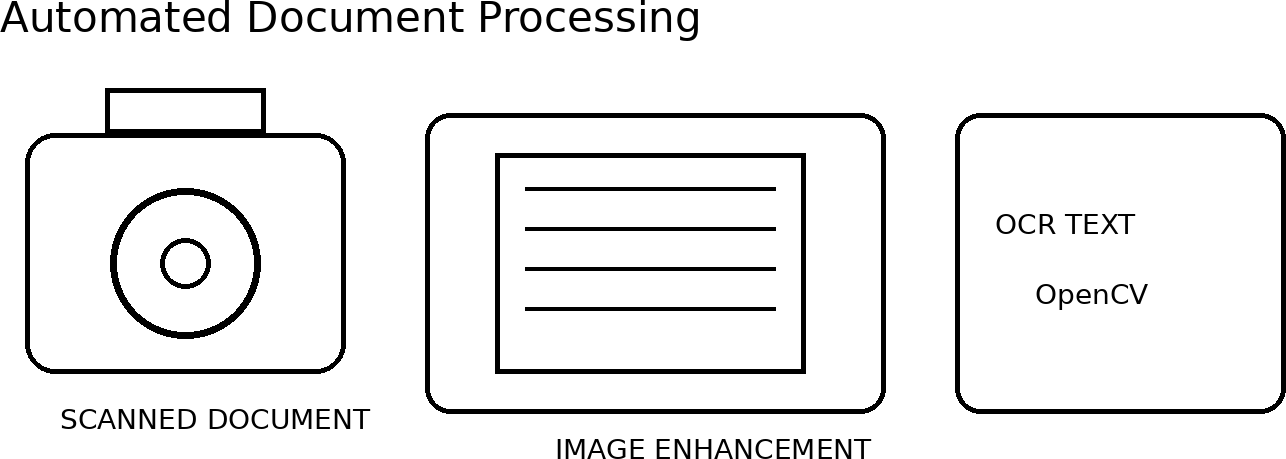 Automated Document Processing
OCR TEXT
OpenCV
SCANNED DOCUMENT
IMAGE ENHANCEMENT